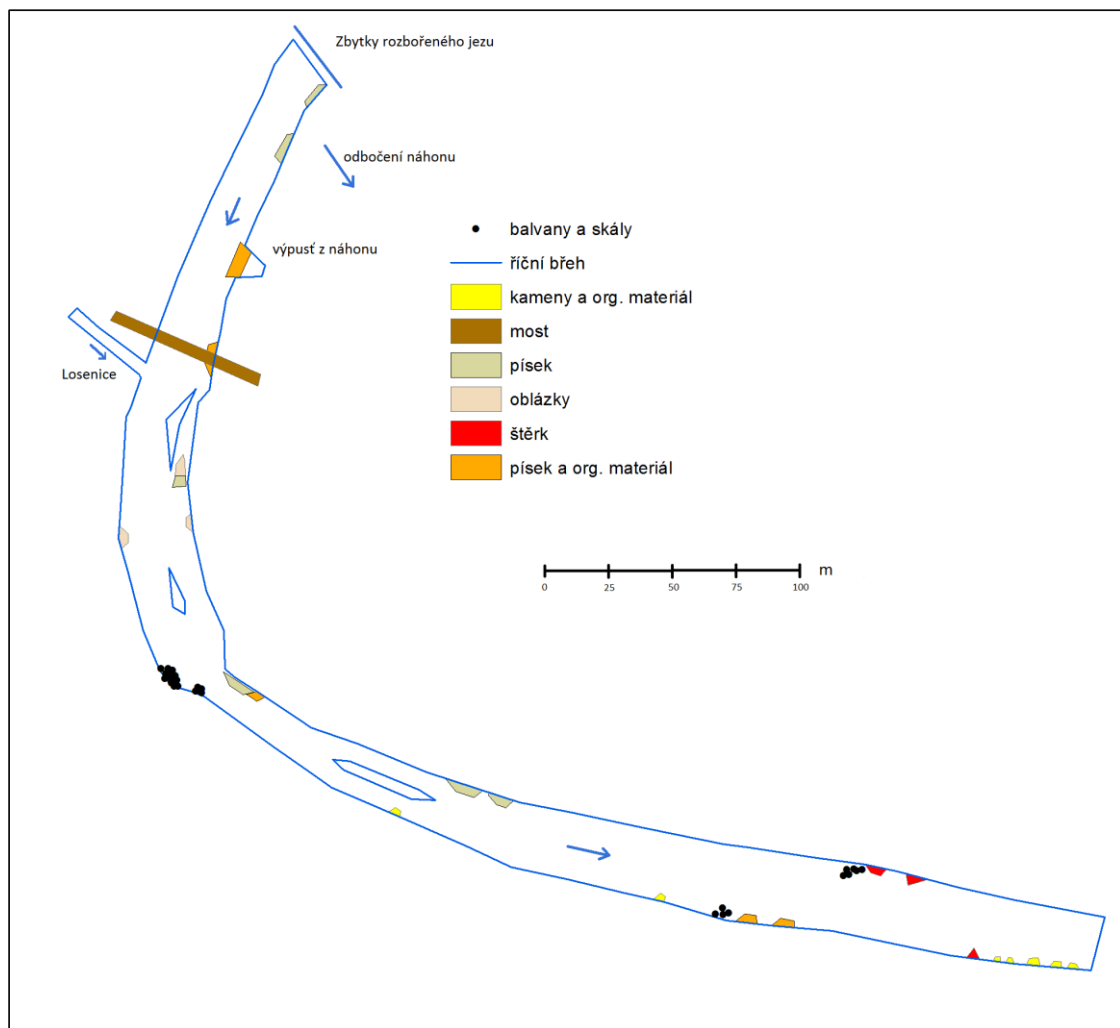 Zbytky rozbořeného jezu
odbočení náhonu
výpusť z náhonu
Losenice
balvany a skály
říční břeh
kameny a org. materiál
most
písek
oblázky
štěrk
písek a org. materiál
m
0 25 50 75 100